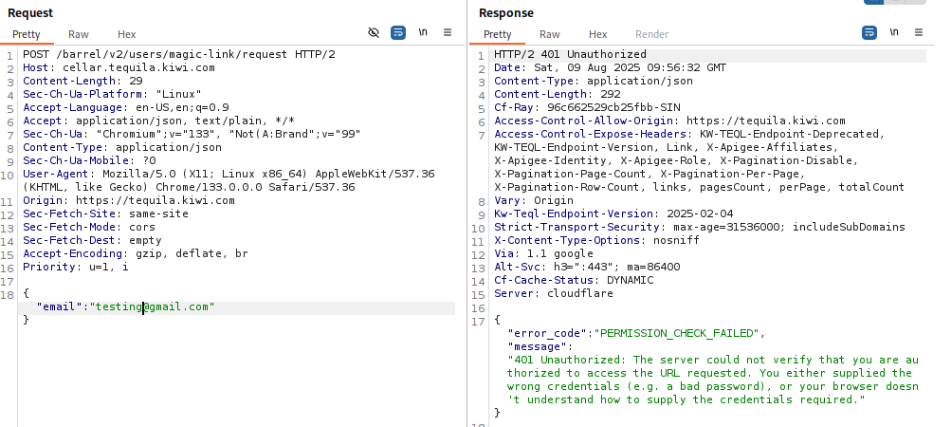 Request
Pretty Raw Hex \n
1 POST /barrel/v2/users/magic-link/request HTTP/2
2 Host: cellar.tequila.kiwi.com
3 Content-Length: 29
4 Sec-Ch-Ua-Platform: "Linux"
5 Accept-Language: en-US,en;q=0.9
6 Accept: application/json, text/plain, */*
7 Sec-Ch-Ua: "Chromium";v="133", "Not(A:Brand";v="99"
8 Content-Type: application/json
9 Sec-Ch-Ua-Mobile: ?0
10 User-Agent: Mozilla/5.0 (X11; Linux x86_64) AppleWebKit/537.36
(KHTML, like Gecko) Chrome/133.0.0.0 Safari/537.36
11 Origin: https://tequila.kiwi.com
12 Sec-Fetch-Site: same-site
13 Sec-Fetch-Mode: cors
14 Sec-Fetch-Dest: empty
15 Accept-Encoding: gzip, deflate, br
16 Priority: u=1, i
17
18 {
"email":"testing@gmail.com"
}
Response
Pretty Raw Hex Render \n
1 HTTP/2 401 Unauthorized
2 Date: Sat, 09 Aug 2025 09:56:32 GMT
3 Content-Type: application/json
4 Content-Length: 292
5 Cf-Ray: 96c662529cb25fbb-SIN
6 Access-Control-Allow-Origin: https://tequila.kiwi.com
7 Access-Control-Expose-Headers: KW-TEQL-Endpoint-Deprecated,
KW-TEQL-Endpoint-Version, Link, X-Apigee-Affiliates,
X-Apigee-Identity, X-Apigee-Role, X-Pagination-Disable,
X-Pagination-Page-Count, X-Pagination-Per-Page,
X-Pagination-Row-Count, links, pagesCount, perPage, totalCount
8 Vary: Origin
9 Kw-Teql-Endpoint-Version: 2025-02-04
10 Strict-Transport-Security: max-age=31536000; includeSubDomains
11 X-Content-Type-Options: nosniff
12 Via: 1.1 google
13 Alt-Svc: h3=":443"; ma=86400
14 Cf-Cache-Status: DYNAMIC
15 Server: cloudflare
16
17 {
"error_code":"PERMISSION_CHECK_FAILED",
"message":
"401 Unauthorized: The server could not verify that you are au
thorized to access the URL requested. You either supplied the
wrong credentials (e.g. a bad password), or your browser doesn
't understand how to supply the credentials required."
}